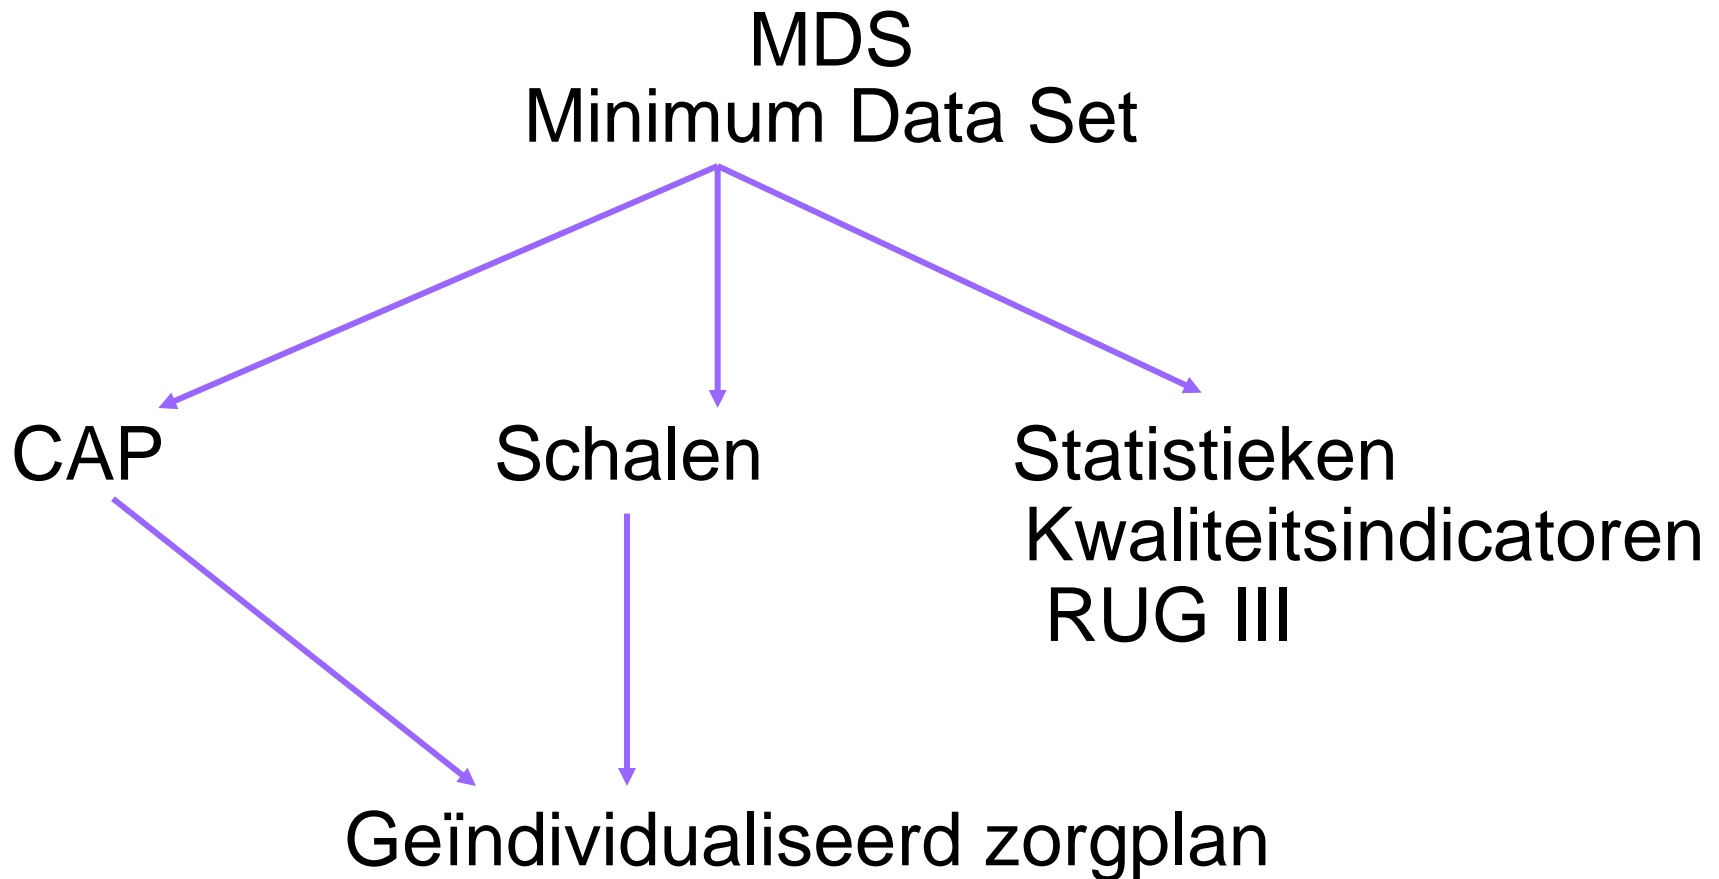 MDS
Minimum Data Set
CAP
Schalen
Statistieken
Kwaliteitsindicatoren
RUG III
Geïndividualiseerd zorgplan